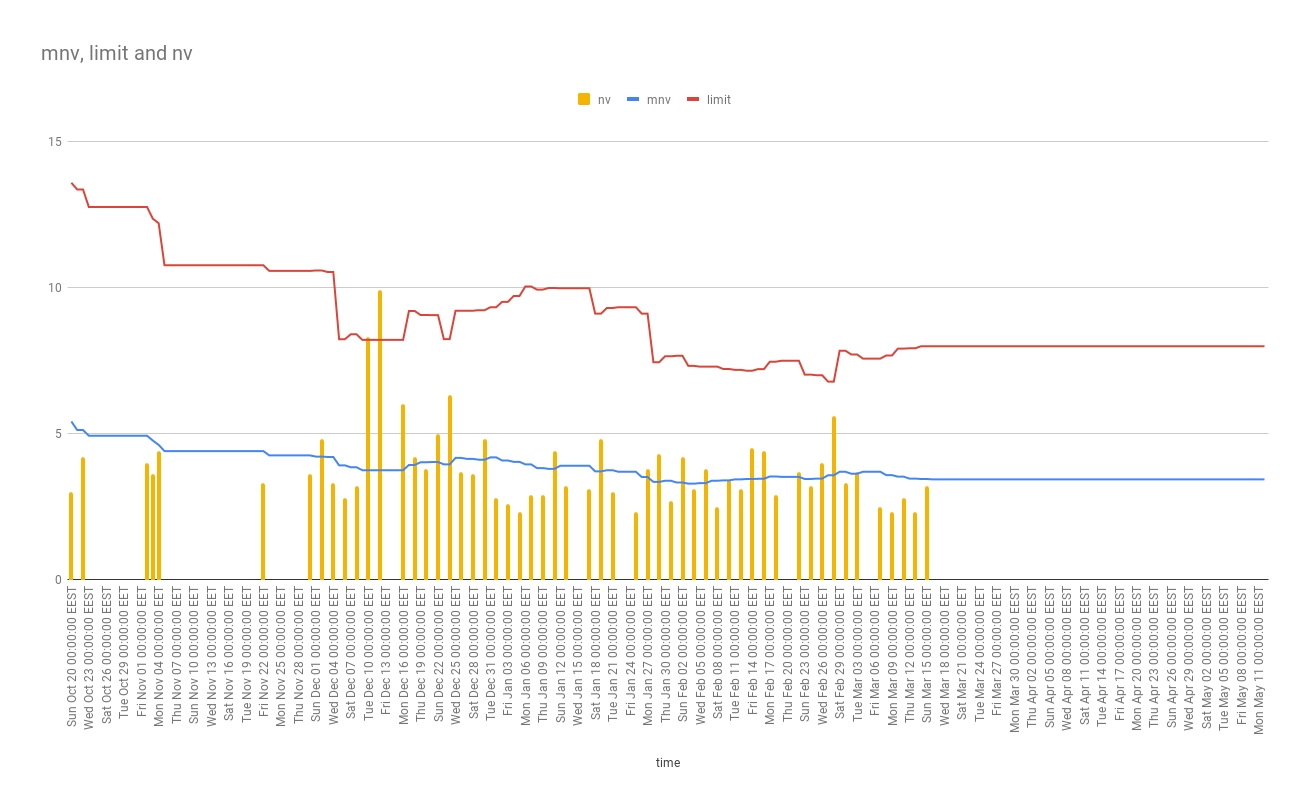 mnv, limit and nv
nv mnv limit
15
10
5
0
Sun Oct 20 00:00:00 EEST
Wed Oct 23 00:00:00 EEST
Sat Oct 26 00:00:00 EEST
Tue Oct 29 00:00:00 EET
Fri Nov 01 00:00:00 EET
Mon Nov 04 00:00:00 EET
Thu Nov 07 00:00:00 EET
Sun Nov 10 00:00:00 EET
Wed Nov 13 00:00:00 EET
Sat Nov 16 00:00:00 EET
Tue Nov 19 00:00:00 EET
Fri Nov 22 00:00:00 EET
Mon Nov 25 00:00:00 EET
Thu Nov 28 00:00:00 EET
Sun Dec 01 00:00:00 EET
Wed Dec 04 00:00:00 EET
Sat Dec 07 00:00:00 EET
Tue Dec 10 00:00:00 EET
Fri Dec 13 00:00:00 EET
Mon Dec 16 00:00:00 EET
Thu Dec 19 00:00:00 EET
Sun Dec 22 00:00:00 EET
Wed Dec 25 00:00:00 EET
Sat Dec 28 00:00:00 EET
Tue Dec 31 00:00:00 EET
Fri Jan 03 00:00:00 EET
Mon Jan 06 00:00:00 EET
Thu Jan 09 00:00:00 EET
Sun Jan 12 00:00:00 EET
Wed Jan 15 00:00:00 EET
Sat Jan 18 00:00:00 EET
Tue Jan 21 00:00:00 EET
Fri Jan 24 00:00:00 EET
Mon Jan 27 00:00:00 EET
Thu Jan 30 00:00:00 EET
Sun Feb 02 00:00:00 EET
Wed Feb 05 00:00:00 EET
Sat Feb 08 00:00:00 EET
Tue Feb 11 00:00:00 EET
Fri Feb 14 00:00:00 EET
Mon Feb 17 00:00:00 EET
Thu Feb 20 00:00:00 EET
Sun Feb 23 00:00:00 EET
Wed Feb 26 00:00:00 EET
Sat Feb 29 00:00:00 EET
Tue Mar 03 00:00:00 EET
Fri Mar 06 00:00:00 EET
Mon Mar 09 00:00:00 EET
Thu Mar 12 00:00:00 EET
Sun Mar 15 00:00:00 EET
Wed Mar 18 00:00:00 EET
Sat Mar 21 00:00:00 EET
Tue Mar 24 00:00:00 EET
Fri Mar 27 00:00:00 EET
Mon Mar 30 00:00:00 EEST
Thu Apr 02 00:00:00 EEST
Sun Apr 05 00:00:00 EEST
Wed Apr 08 00:00:00 EEST
Sat Apr 11 00:00:00 EEST
Tue Apr 14 00:00:00 EEST
Fri Apr 17 00:00:00 EEST
Mon Apr 20 00:00:00 EEST
Thu Apr 23 00:00:00 EEST
Sun Apr 26 00:00:00 EEST
Wed Apr 29 00:00:00 EEST
Sat May 02 00:00:00 EEST
Tue May 05 00:00:00 EEST
Fri May 08 00:00:00 EEST
Mon May 11 00:00:00 EEST
time